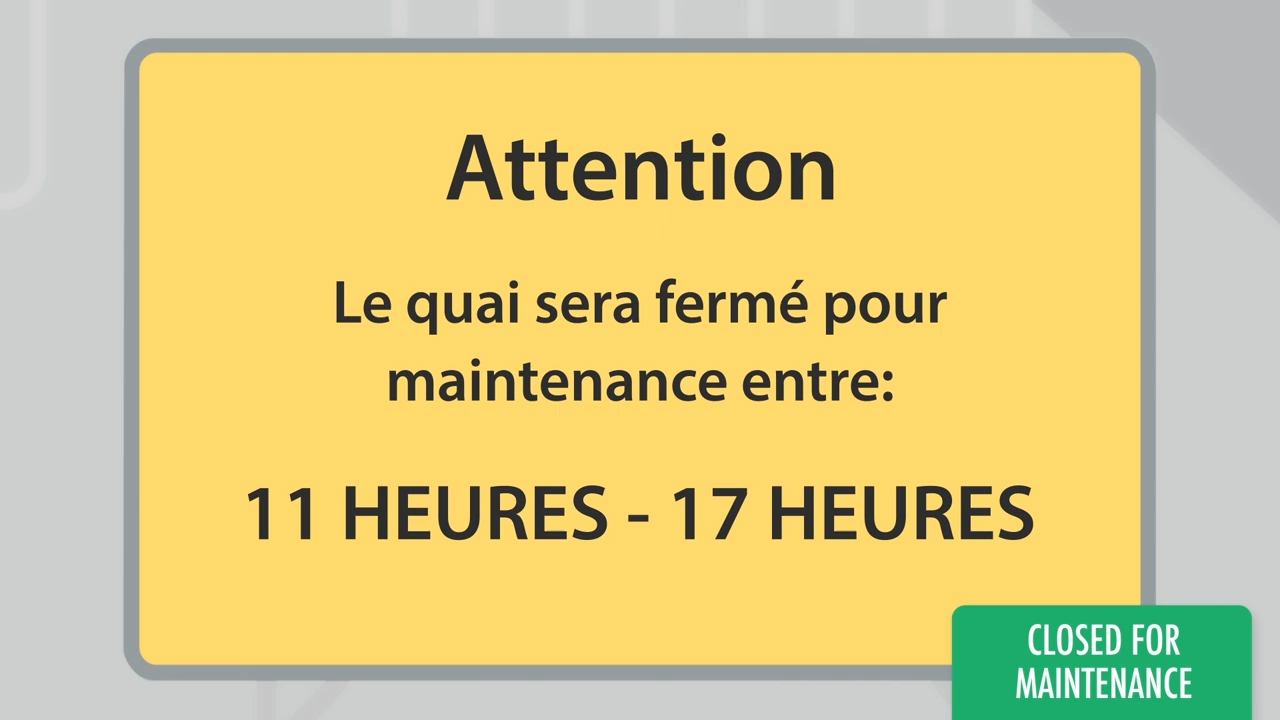 Attention
Le quai sera fermé pour
maintenance entre:
11 HEURES - 17 HEURES
CLOSED FOR
MAINTENANCE